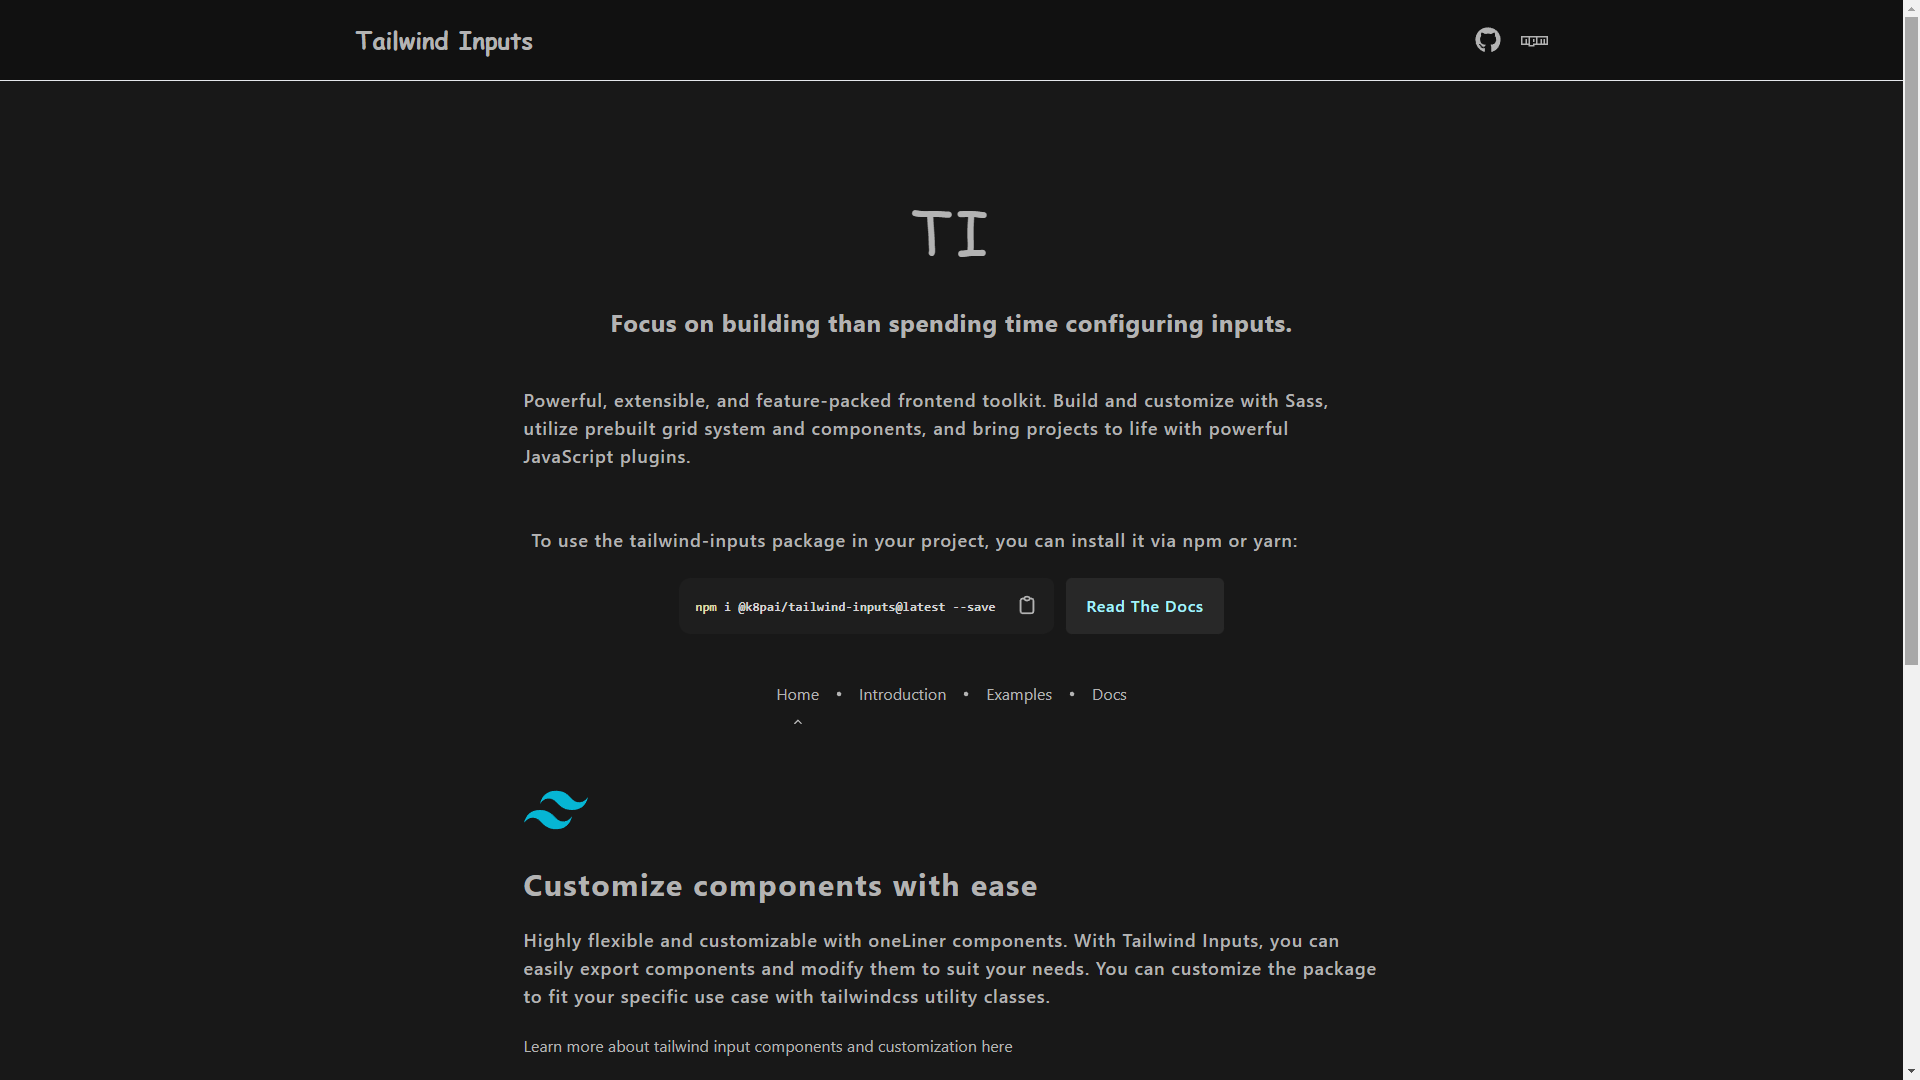 Tailwind Inputs
npm
TI
Focus on building than spending time configuring inputs.
Powerful, extensible, and feature-packed frontend toolkit. Build and customize with Sass,
utilize prebuilt grid system and components, and bring projects to life with powerful
JavaScript plugins.
To use the tailwind-inputs package in your project, you can install it via npm or yarn:
npm i @k8pai/tailwind-inputs@latest --save
Read The Docs
Home • Introduction • Examples • Docs
Customize components with ease
Highly flexible and customizable with oneLiner components. With Tailwind Inputs, you can
easily export components and modify them to suit your needs. You can customize the package
to fit your specific use case with tailwindcss utility classes.
Learn more about tailwind input components and customization here